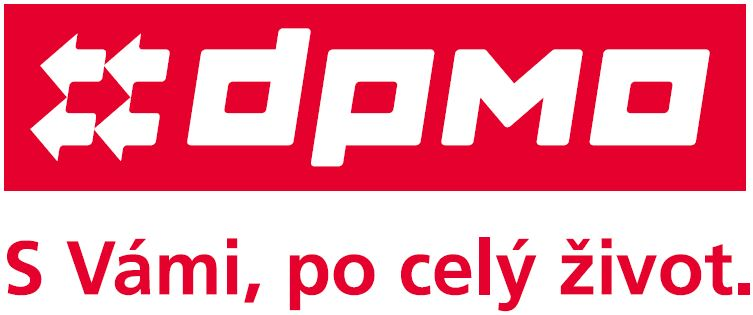 dpmo
S Vámi, po celý život.